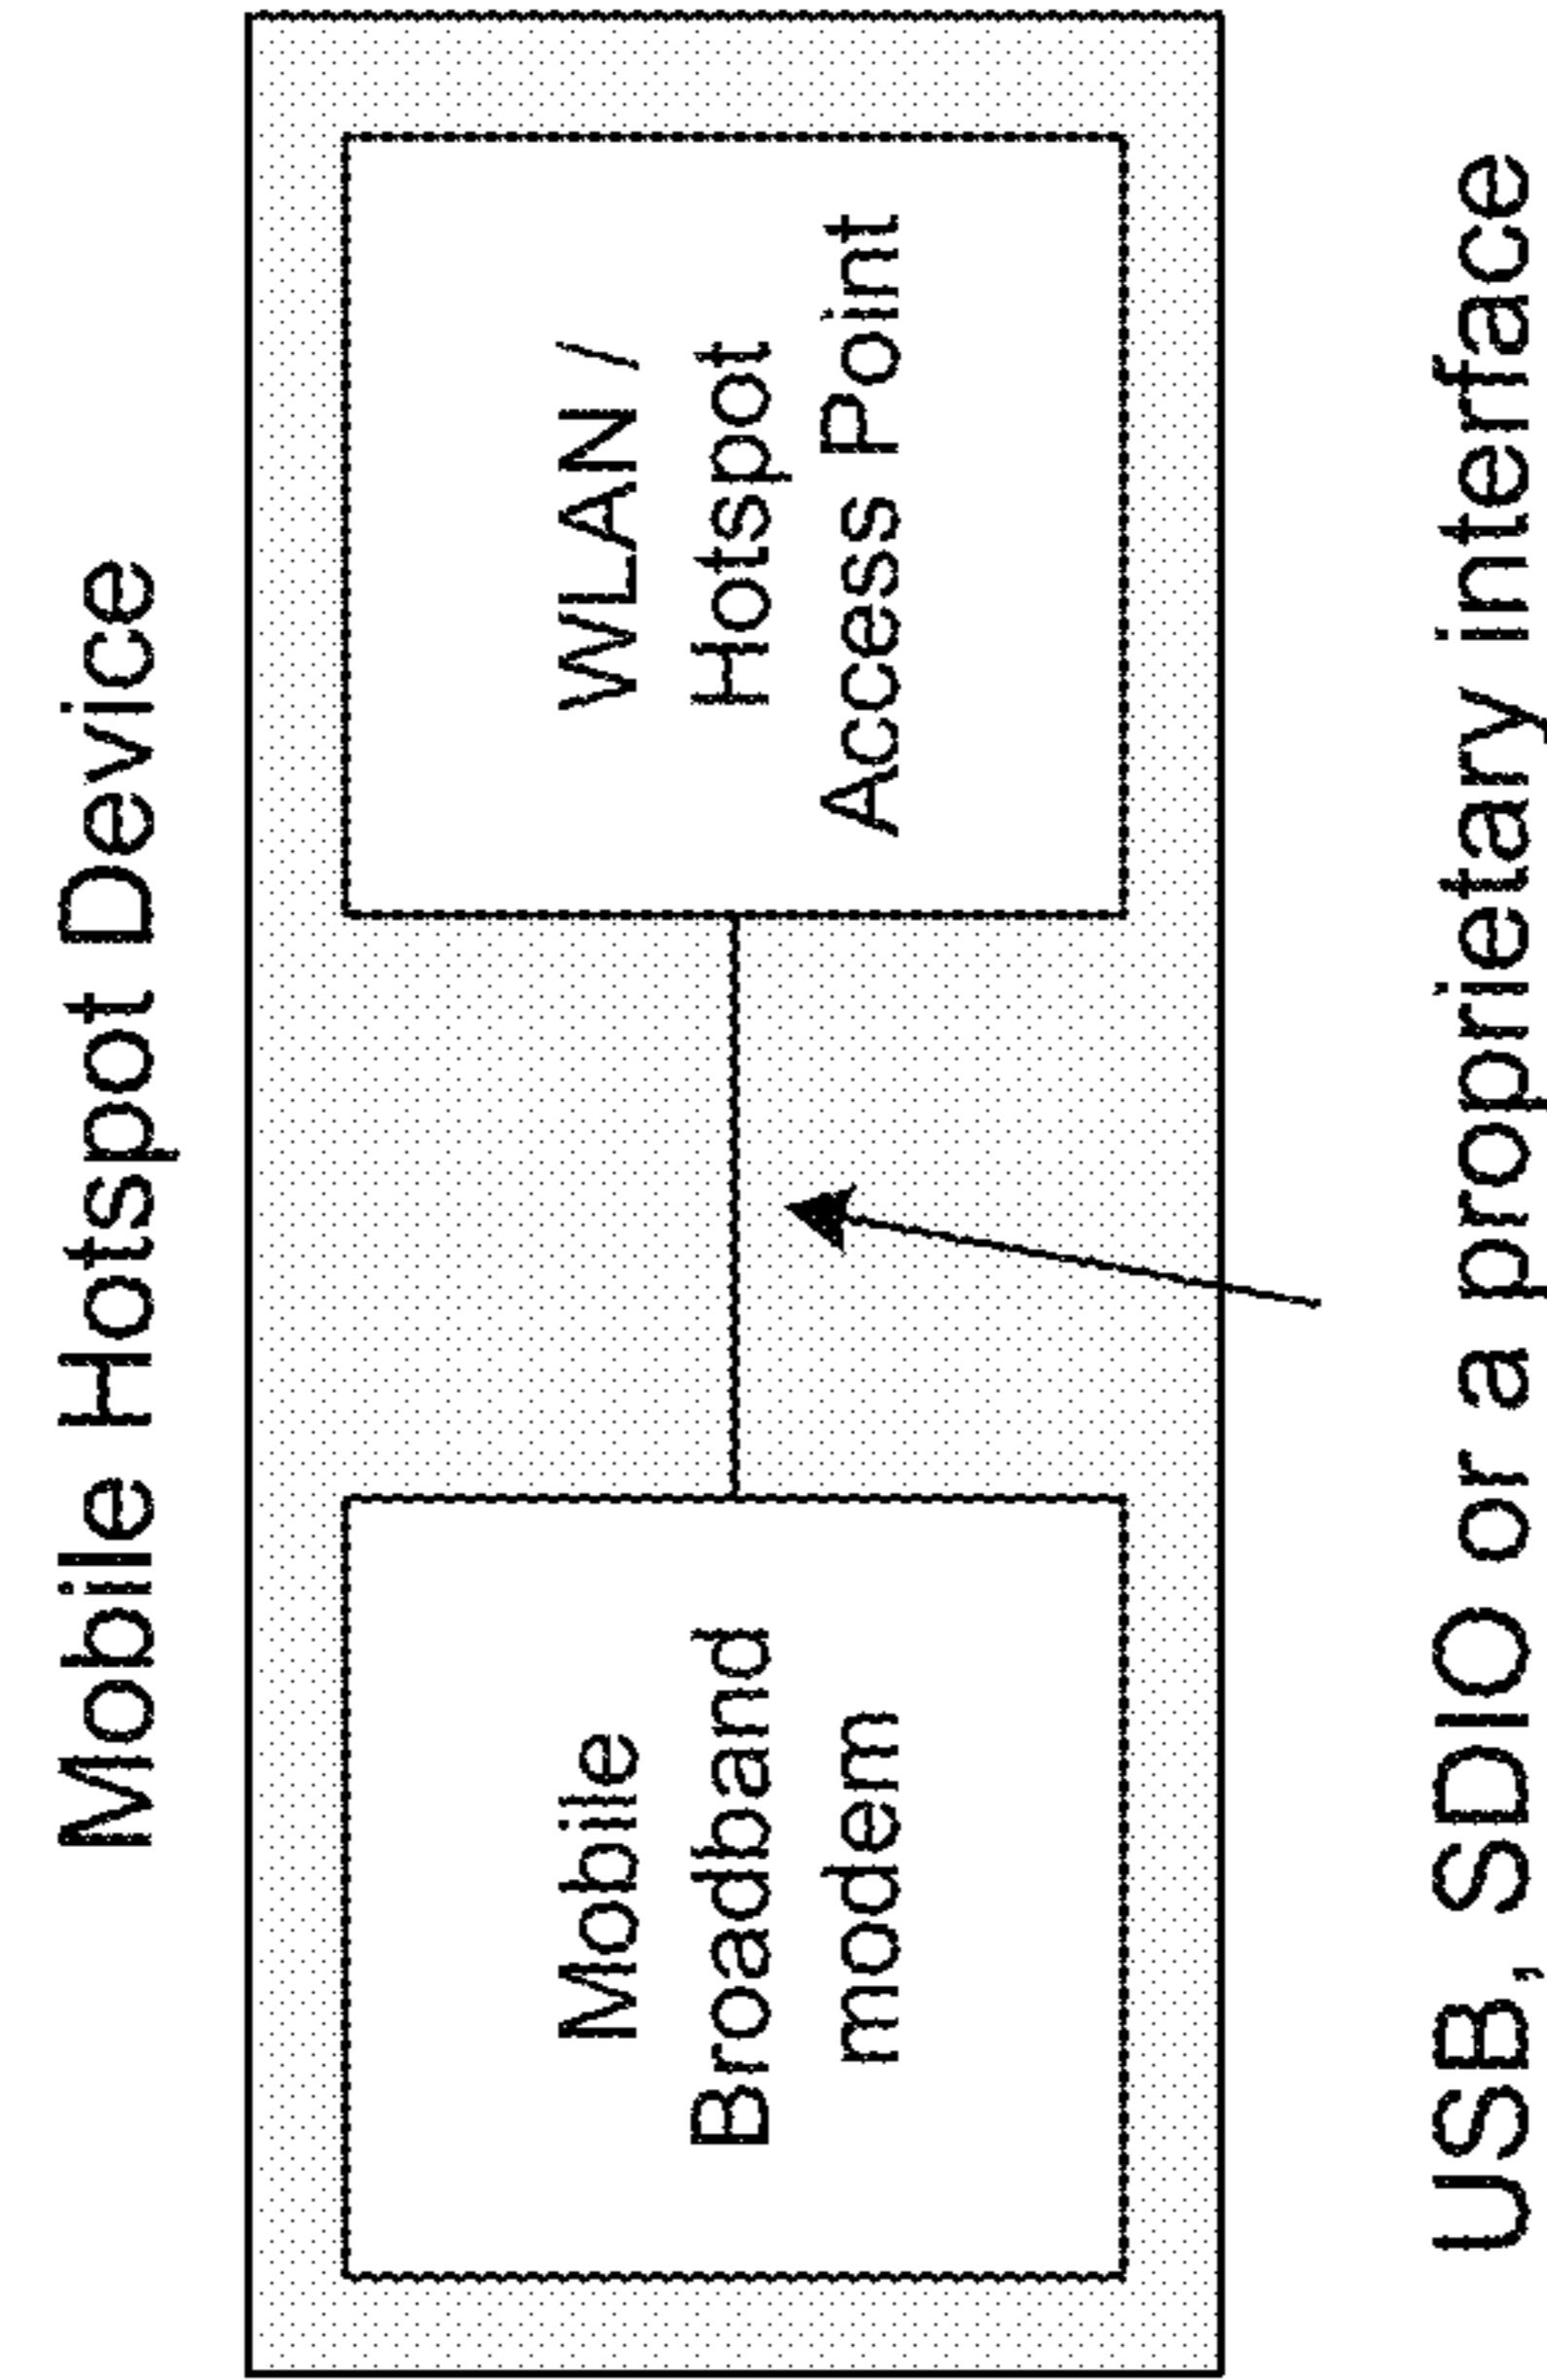 Mobile Hotspot Device
Mobile
Broadband
modem
WLAN /
Hotspot
Access Point
USB, SDIO or a proprietary interface